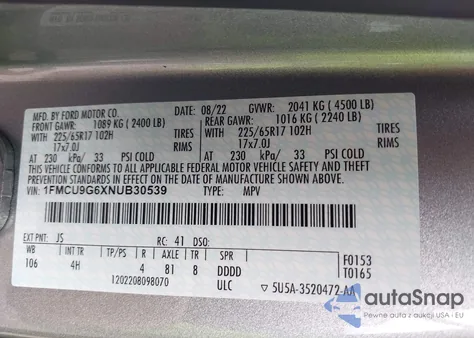 MFD. BY FORD MOTOR CO. 08/22 GVWR: 2041 KG (4500 LB)
FRONT GAWR: 1089 KG (2400 LB) REAR GAWR: 1016 KG (2240 LB)
WITH 225/65R17 102H TIRES WITH 225/65R17 102H TIRES
17x7.0J RIMS 17x7.0J RIMS
AT 230 kPa/ 33 PSI COLD AT 230 kPa/ 33 PSI COLD
THIS VEHICLE CONFORMS TO ALL APPLICABLE FEDERAL MOTOR VEHICLE SAFETY, BUMPER,
AND THEFT PREVENTION STANDARDS IN EFFECT ON THE DATE OF MANUFACTURE SHOWN ABOVE.
VIN: 1FMCU9G6XNUB30539 TYPE: MPV
EXT PNT: JS RC: 41 DSO: F0153
WB INT TR TP/PS R AXLE TR SPR T0165
106 4H 4 81 8 DDDD
1202208098070 ULC 5U5A-3520472-AA
autoSnap
Pewne auta z USA i EU